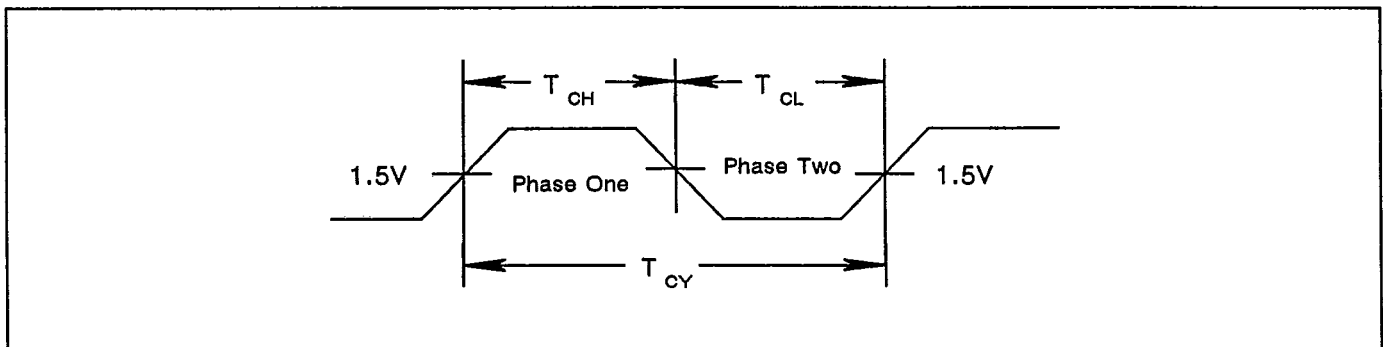 T CH T CL
1.5V Phase One Phase Two 1.5V
T CY